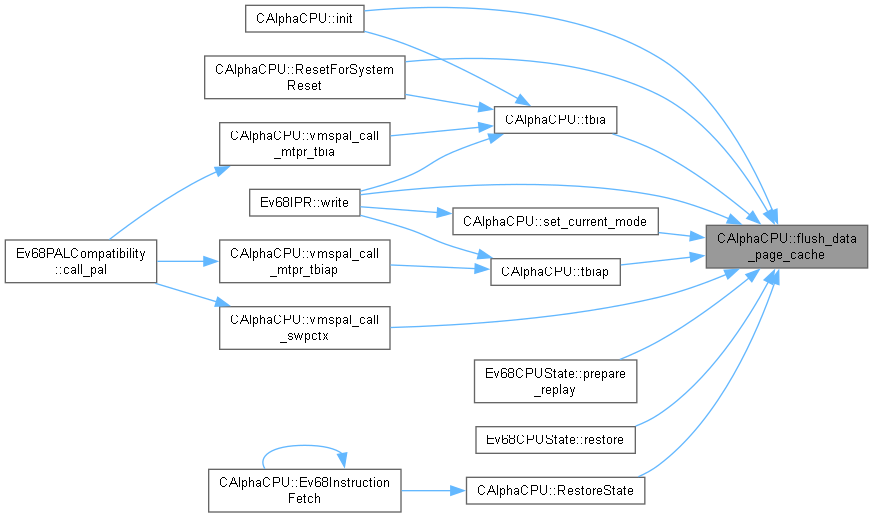 CAlphaCPU::init
CAlphaCPU::ResetForSystem
Reset
CAlphaCPU::tbia
CAlphaCPU::vmspal_call
_mtpr_tbia
Ev68IPR::write
CAlphaCPU::set_current_mode
CAlphaCPU::flush_data
_page_cache
Ev68PALCompatibility
::call_pal
CAlphaCPU::vmspal_call
_mtpr_tbiap
CAlphaCPU::tbiap
CAlphaCPU::vmspal_call
_swpctx
Ev68CPUState::prepare
_replay
Ev68CPUState::restore
CAlphaCPU::Ev68Instruction
Fetch
CAlphaCPU::RestoreState